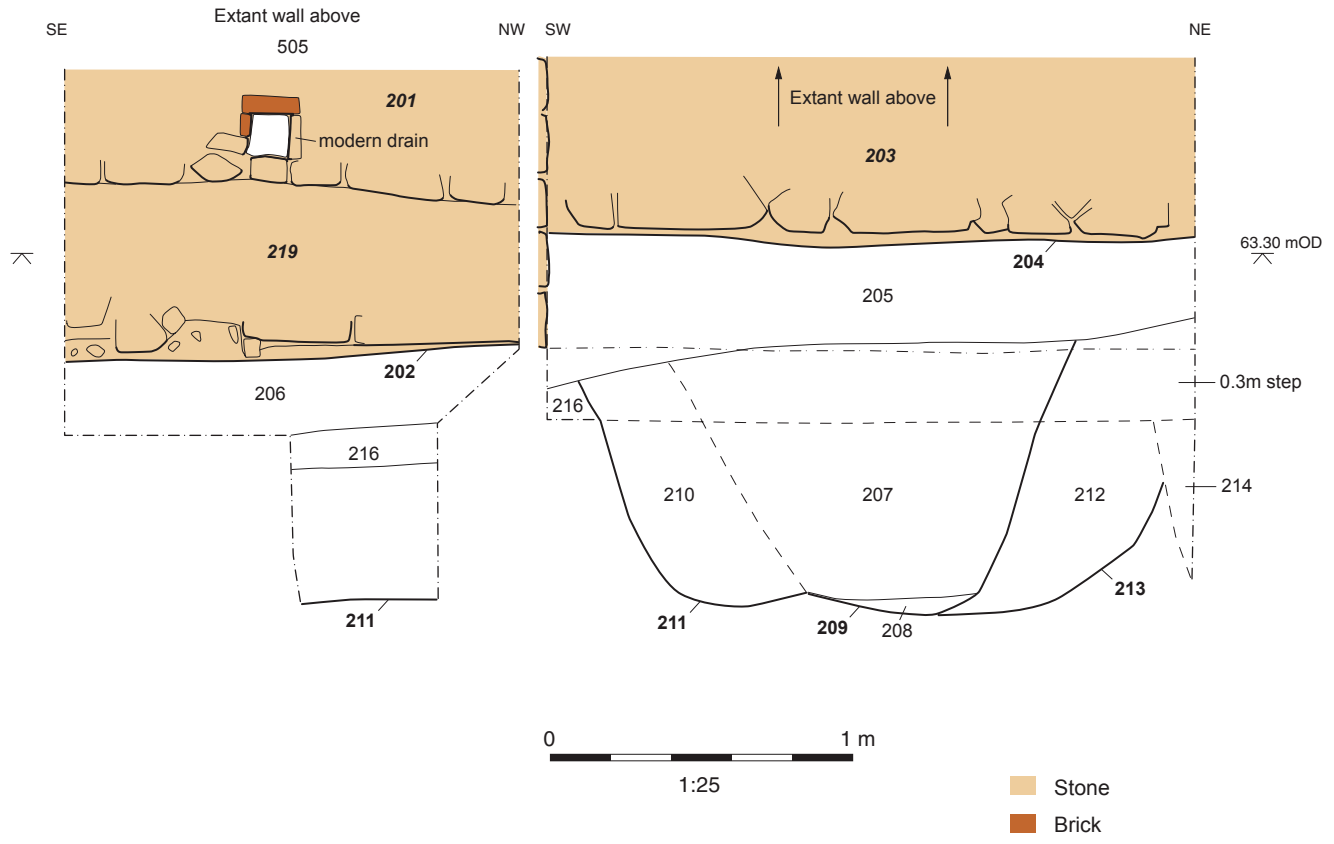 Extant wall above
SE
NW
SW
NE
505
201
modern drain
Extant wall above
203
219
204
63.30 mOD
205
202
206
0.3m step
216
216
210
207
212
214
211
211
209
208
213
0
1 m
1:25
Stone
Brick